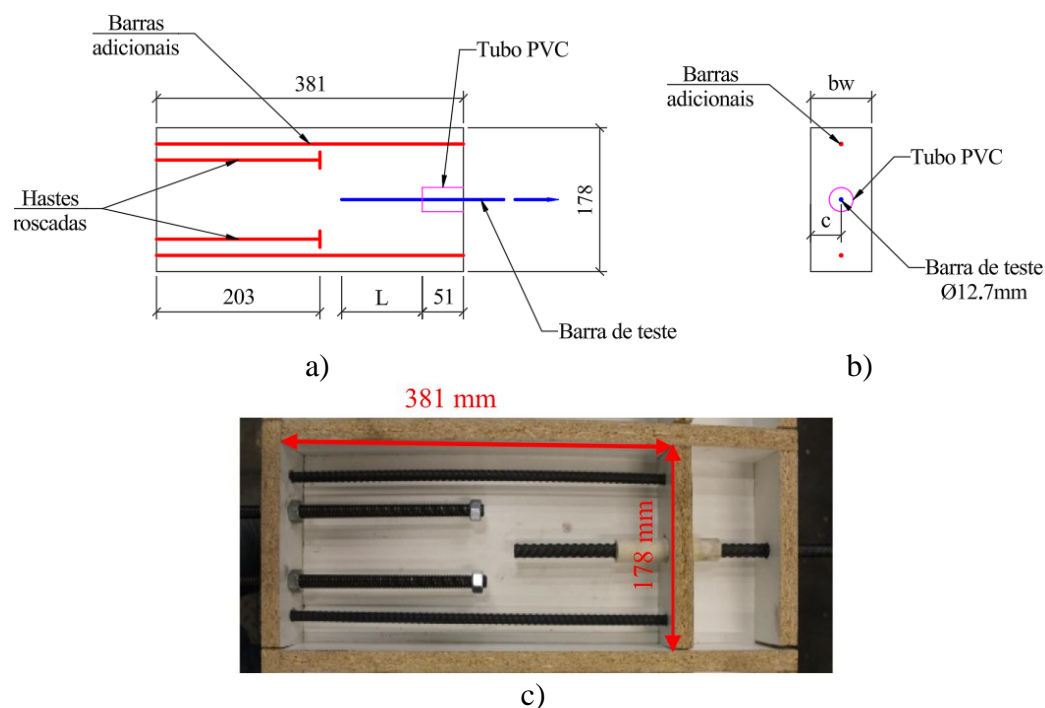 Barras
adicionais
Tubo PVC
381
Hastes
roscadas
178
203
L
51
Barra de teste
a)
Barras
adicionais
bw
Tubo PVC
c
Barra de teste
Ø12.7mm
b)
381 mm
178 mm
c)